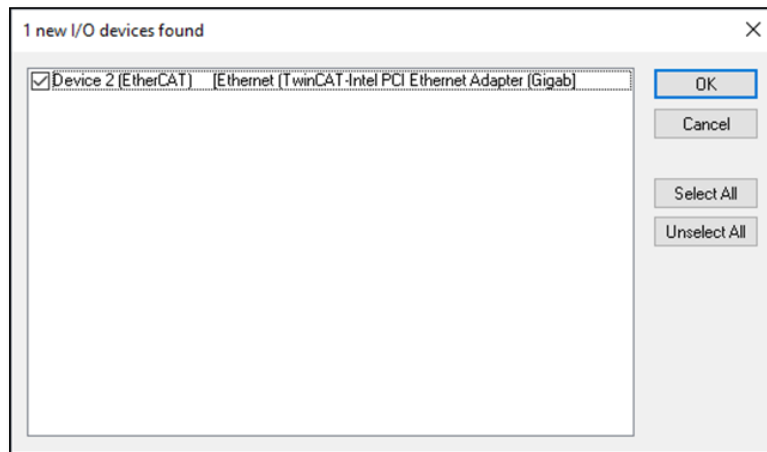 1 new I/O devices found
Device 2 (EtherCAT) [Ethernet (TwinCAT-Intel PCI Ethernet Adapter (Gigab]
OK
Cancel
Select All
Unselect All